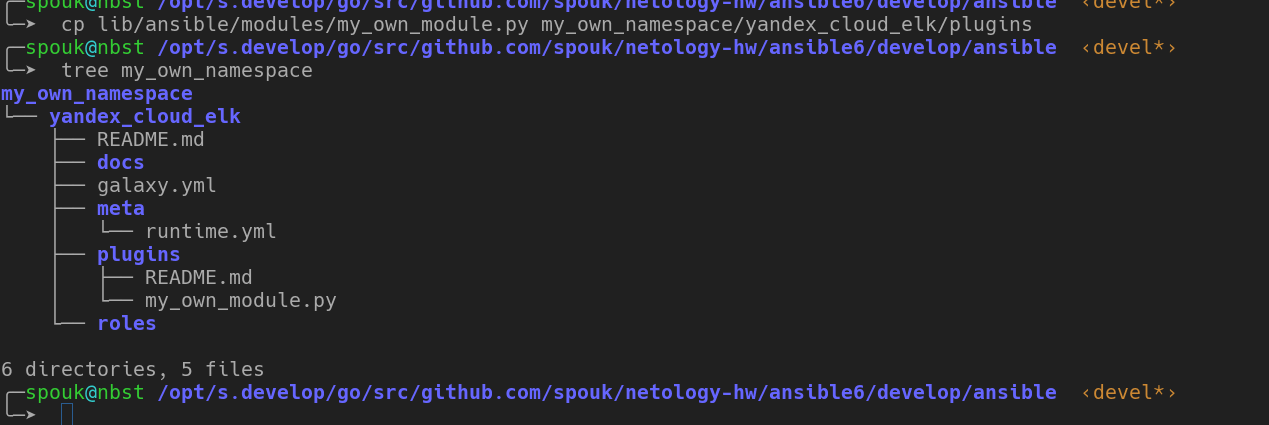 ╭─spouk@nbst /opt/s.develop/go/src/github.com/spouk/netology-hw/ansible6/develop/ansible  ‹devel*›
╰─➤  cp lib/ansible/modules/my_own_module.py my_own_namespace/yandex_cloud_elk/plugins
╭─spouk@nbst /opt/s.develop/go/src/github.com/spouk/netology-hw/ansible6/develop/ansible  ‹devel*›
╰─➤  tree my_own_namespace
my_own_namespace
└── yandex_cloud_elk
    ├── README.md
    ├── docs
    ├── galaxy.yml
    ├── meta
    │   └── runtime.yml
    ├── plugins
    │   ├── README.md
    │   └── my_own_module.py
    └── roles

6 directories, 5 files
╭─spouk@nbst /opt/s.develop/go/src/github.com/spouk/netology-hw/ansible6/develop/ansible  ‹devel*›
╰─➤